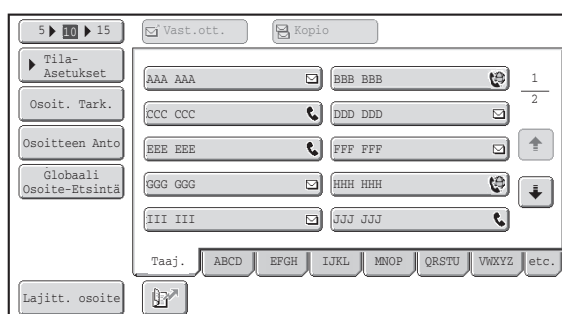 5 10 15
Vast.ott.
Kopio
Tila-
Asetukset
Osoit. Tark.
Osoitteen Anto
Globaali
Osoite-Etsintä
AAA AAA
BBB BBB
CCC CCC
DDD DDD
EEE EEE
FFF FFF
GGG GGG
HHH HHH
III III
JJJ JJJ
1
2
Taaj.
ABCD
EFGH
IJKL
MNOP
QRSTU
VWXYZ
etc.
Lajitt. osoite